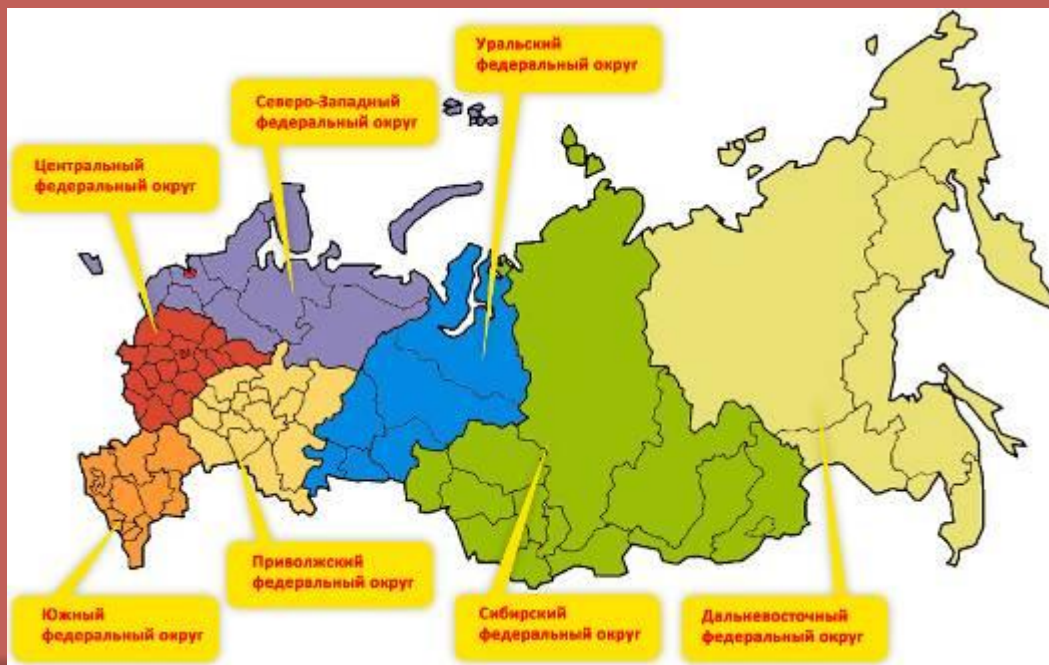 Уральский
федеральный округ
Северо-Западный
федеральный округ
Центральный
федеральный округ
Приволжский
федеральный округ
Южный
федеральный округ
Сибирский
федеральный округ
Дальневосточный
федеральный округ